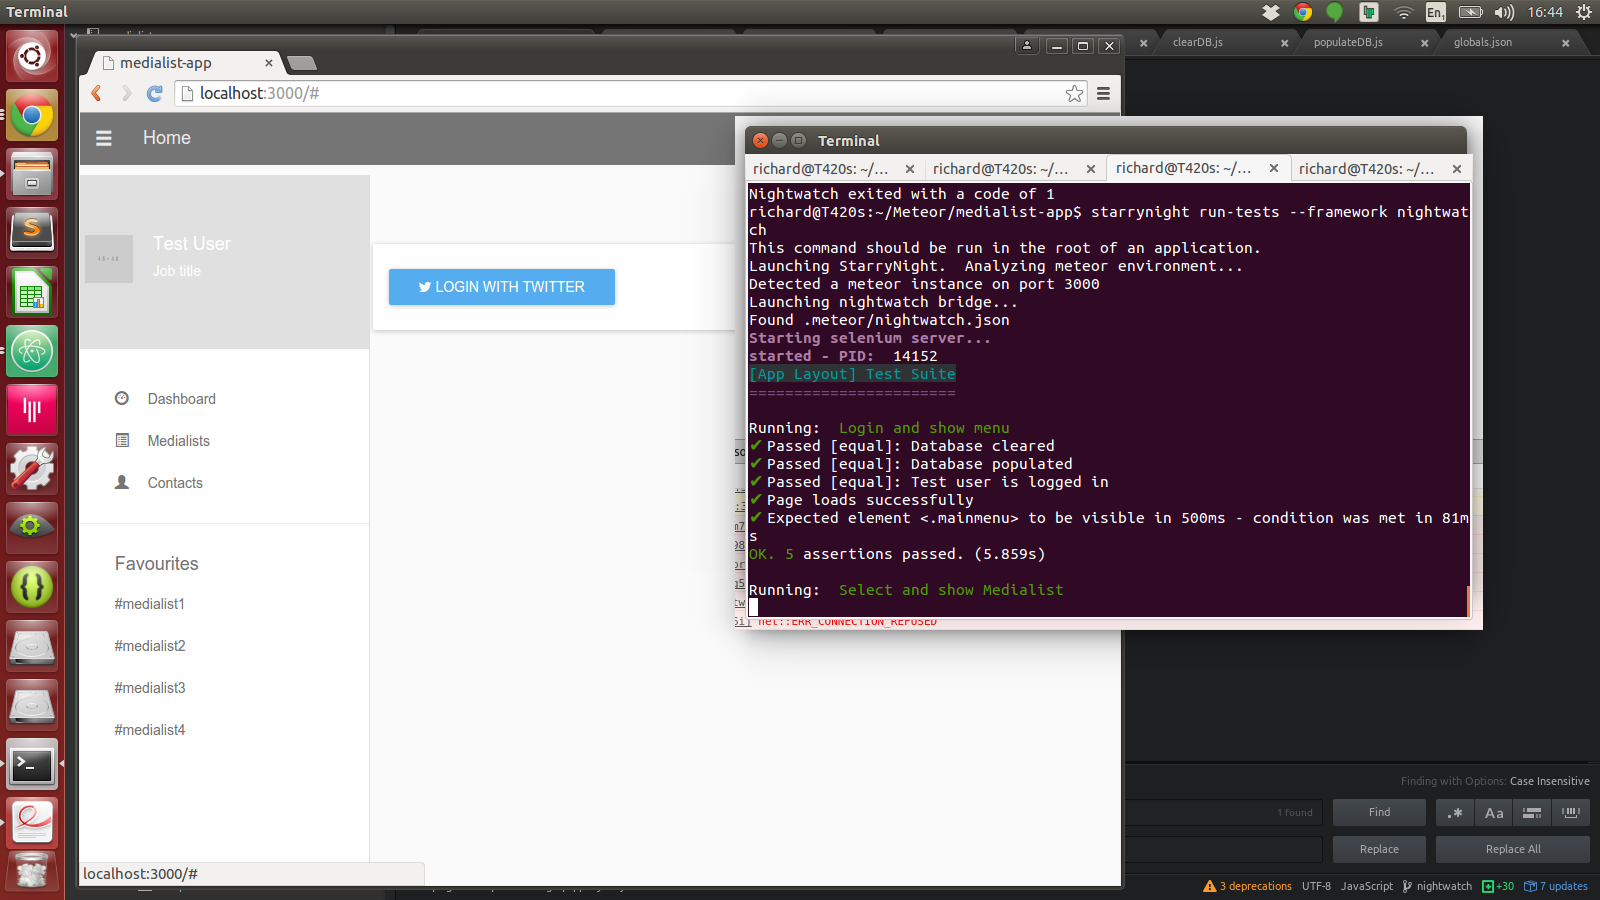 Terminal
En1
16:44
medialist-app
clearDB.js
populateDB.js
globals.json
localhost:3000/#
Home
Test User
Job title
LOGIN WITH TWITTER
Dashboard
Medialists
Contacts
Favourites
#medialist1
#medialist2
#medialist3
#medialist4
localhost:3000/#
Terminal
richard@T420s: ~/...
richard@T420s: ~/...
richard@T420s: ~/...
richard@T420s: ~/...
Nightwatch exited with a code of 1
richard@T420s:~/Meteor/medialist-app$ starrynight run-tests --framework nightwat
ch
This command should be run in the root of an application.
Launching StarryNight.  Analyzing meteor environment...
Detected a meteor instance on port 3000
Launching nightwatch bridge...
Found .meteor/nightwatch.json
Starting selenium server...
started - PID:  14152
[App Layout] Test Suite
=======================
Running:  Login and show menu
✔ Passed [equal]: Database cleared
✔ Passed [equal]: Database populated
✔ Passed [equal]: Test user is logged in
✔ Page loads successfully
✔ Expected element <.mainmenu> to be visible in 500ms - condition was met in 81m
s
OK. 5 assertions passed. (5.859s)
Running:  Select and show Medialist
net::ERR_CONNECTION_REFUSED
Finding with Options: Case Insensitive
1 found
Find
.*
Aa
Replace
Replace All
3 deprecations
UTF-8
JavaScript
nightwatch
+30
7 updates